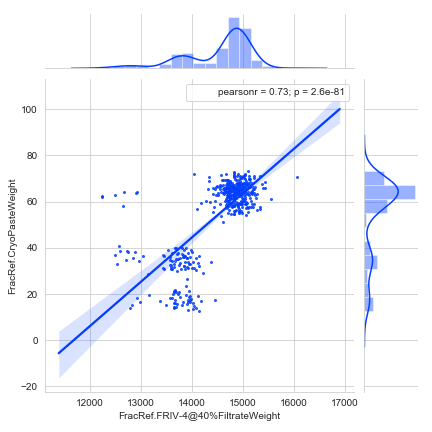 pearsonr = 0.73; p = 2.6e-81
100
80
60
40
20
0
−20
FracRef.CryoPasteWeight
12000 13000 14000 15000 16000 17000
FracRef.FRIV-4@40%FiltrateWeight